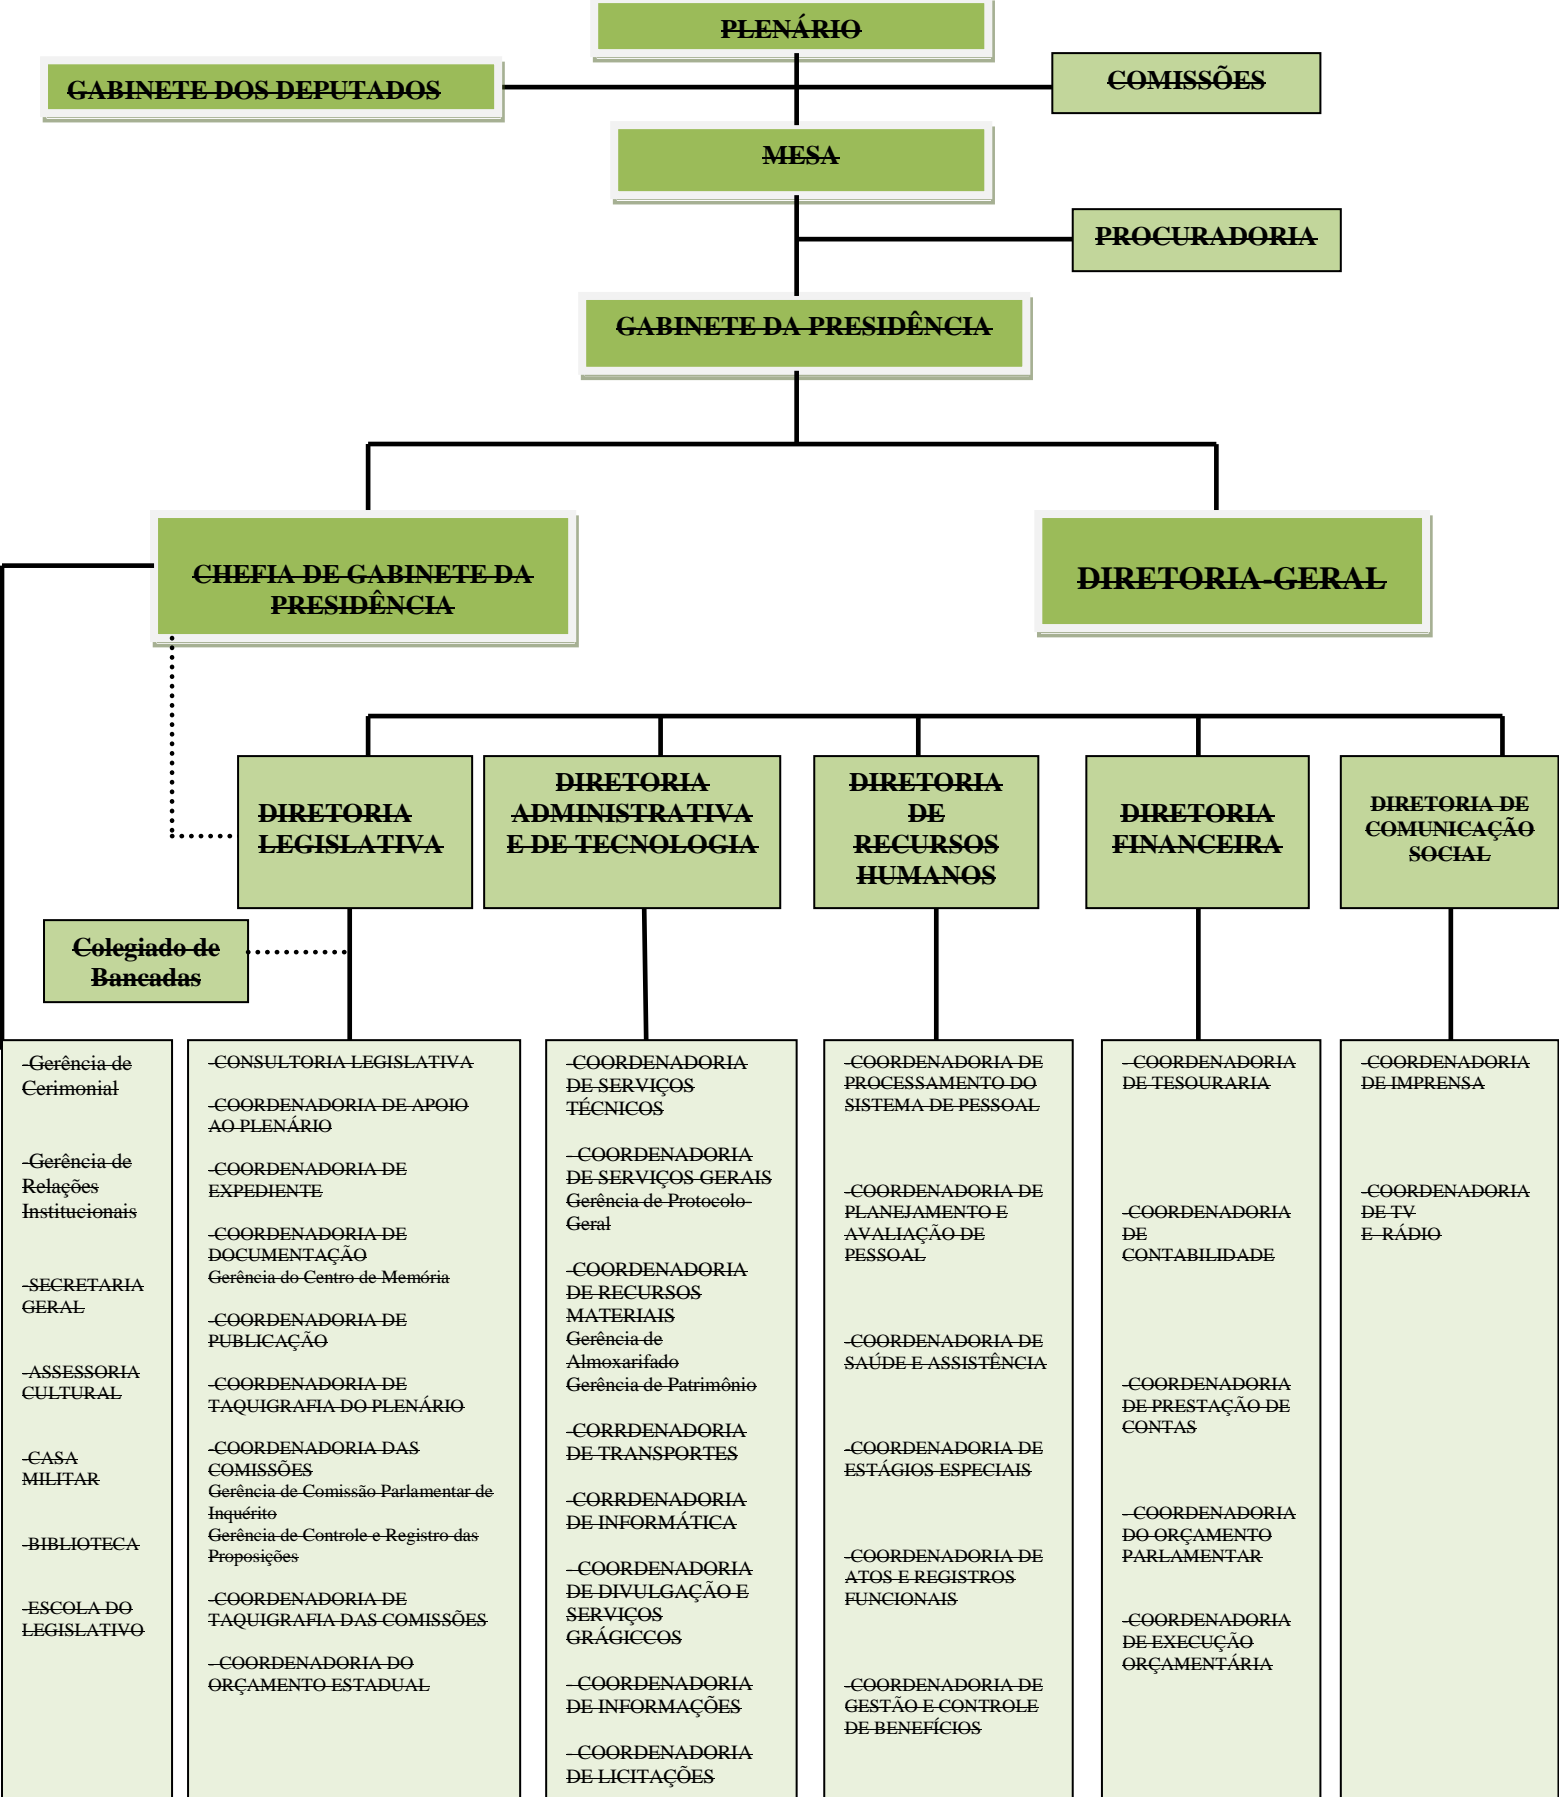 PLENÁRIO
GABINETE DOS DEPUTADOS
COMISSÕES
MESA
PROCURADORIA
GABINETE DA PRESIDÊNCIA
CHEFIA DE GABINETE DA
PRESIDÊNCIA
DIRETORIA-GERAL
DIRETORIA
LEGISLATIVA
DIRETORIA
ADMINISTRATIVA
E DE TECNOLOGIA
DIRETORIA
DE
RECURSOS
HUMANOS
DIRETORIA
FINANCEIRA
DIRETORIA DE
COMUNICAÇÃO
SOCIAL
Colegiado de
Bancadas
-Gerência de
Cerimonial
-Gerência de
Relações
Institucionais
-SECRETARIA
GERAL
-ASSESSORIA
CULTURAL
-CASA
MILITAR
-BIBLIOTECA
-ESCOLA DO
LEGISLATIVO
-CONSULTORIA LEGISLATIVA
-COORDENADORIA DE APOIO
AO PLENÁRIO
-COORDENADORIA DE
EXPEDIENTE
-COORDENADORIA DE
DOCUMENTAÇÃO
Gerência do Centro de Memória
-COORDENADORIA DE
PUBLICAÇÃO
-COORDENADORIA DE
TAQUIGRAFIA DO PLENÁRIO
-COORDENADORIA DAS
COMISSÕES
Gerência de Comissão Parlamentar de
Inquérito
Gerência de Controle e Registro das
Proposições
-COORDENADORIA DE
TAQUIGRAFIA DAS COMISSÕES
- COORDENADORIA DO
ORÇAMENTO ESTADUAL
-COORDENADORIA
DE SERVIÇOS
TÉCNICOS
- COORDENADORIA
DE SERVIÇOS GERAIS
Gerência de Protocolo-
Geral
-COORDENADORIA
DE RECURSOS
MATERIAIS
Gerência de
Almoxarifado
Gerência de Patrimônio
-CORRDENADORIA
DE TRANSPORTES
-CORRDENADORIA
DE INFORMÁTICA
- COORDENADORIA
DE DIVULGAÇÃO E
SERVIÇOS
GRÁGICCOS
- COORDENADORIA
DE INFORMAÇÕES
- COORDENADORIA
DE LICITAÇÕES
-COORDENADORIA DE
PROCESSAMENTO DO
SISTEMA DE PESSOAL
-COORDENADORIA DE
PLANEJAMENTO E
AVALIAÇÃO DE
PESSOAL
-COORDENADORIA DE
SAÚDE E ASSISTÊNCIA
-COORDENADORIA DE
ESTÁGIOS ESPECIAIS
-COORDENADORIA DE
ATOS E REGISTROS
FUNCIONAIS
-COORDENADORIA DE
GESTÃO E CONTROLE
DE BENEFÍCIOS
- COORDENADORIA
DE TESOURARIA
-COORDENADORIA
DE
CONTABILIDADE
-COORDENADORIA
DE PRESTAÇÃO DE
CONTAS
- COORDENADORIA
DO ORÇAMENTO
PARLAMENTAR
-COORDENADORIA
DE EXECUÇÃO
ORÇAMENTÁRIA
-COORDENADORIA
DE IMPRENSA
-COORDENADORIA
DE TV
E RÁDIO